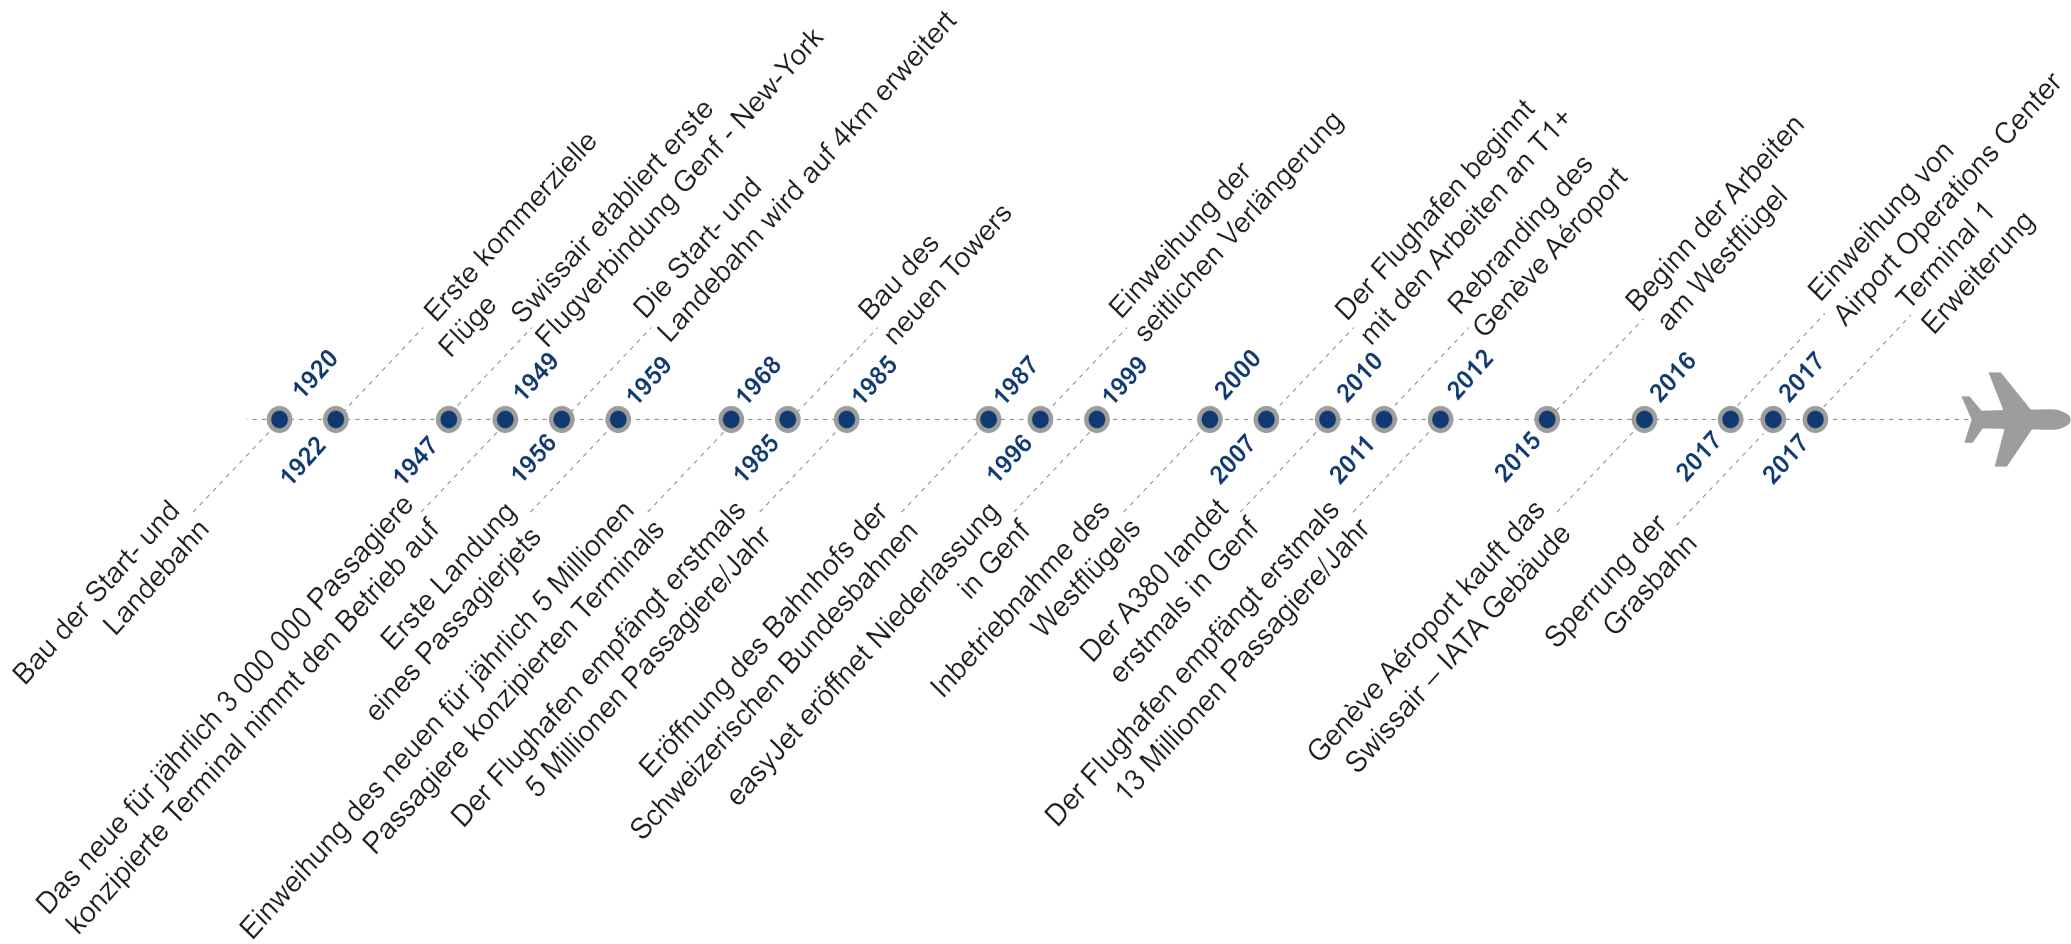 1920
Bau der Start- und
Landebahn
1922
Erste kommerzielle
Flüge
1947
Swissair etabliert erste
Flugverbindung Genf - New-York
1949
Das neue für jährlich 3 000 000 Passagiere
konzipierte Terminal nimmt den Betrieb auf
1956
Die Start- und
Landebahn wird auf 4km erweitert
1959
Erste Landung
eines Passagierjets
1968
Einweihung des neuen für jährlich 5 Millionen
Passagiere konzipierten Terminals
1985
Bau des
neuen Towers
1985
Der Flughafen empfängt erstmals
5 Millionen Passagiere/Jahr
1987
Eröffnung des Bahnhofs der
Schweizerischen Bundesbahnen
1996
Einweihung der
seitlichen Verlängerung
1999
easyJet eröffnet Niederlassung
in Genf
2000
Inbetriebnahme des
Westflügels
2007
Der Flughafen beginnt
mit den Arbeiten an T1+
2010
Der A380 landet
erstmals in Genf
2011
Rebranding des
Genève Aéroport
2012
Der Flughafen empfängt erstmals
13 Millionen Passagiere/Jahr
2015
Beginn der Arbeiten
am Westflügel
2016
Genève Aéroport kauft das
Swissair – IATA Gebäude
2017
Einweihung von
Airport Operations Center
2017
Sperrung der
Grasbahn
2017
Terminal 1
Erweiterung